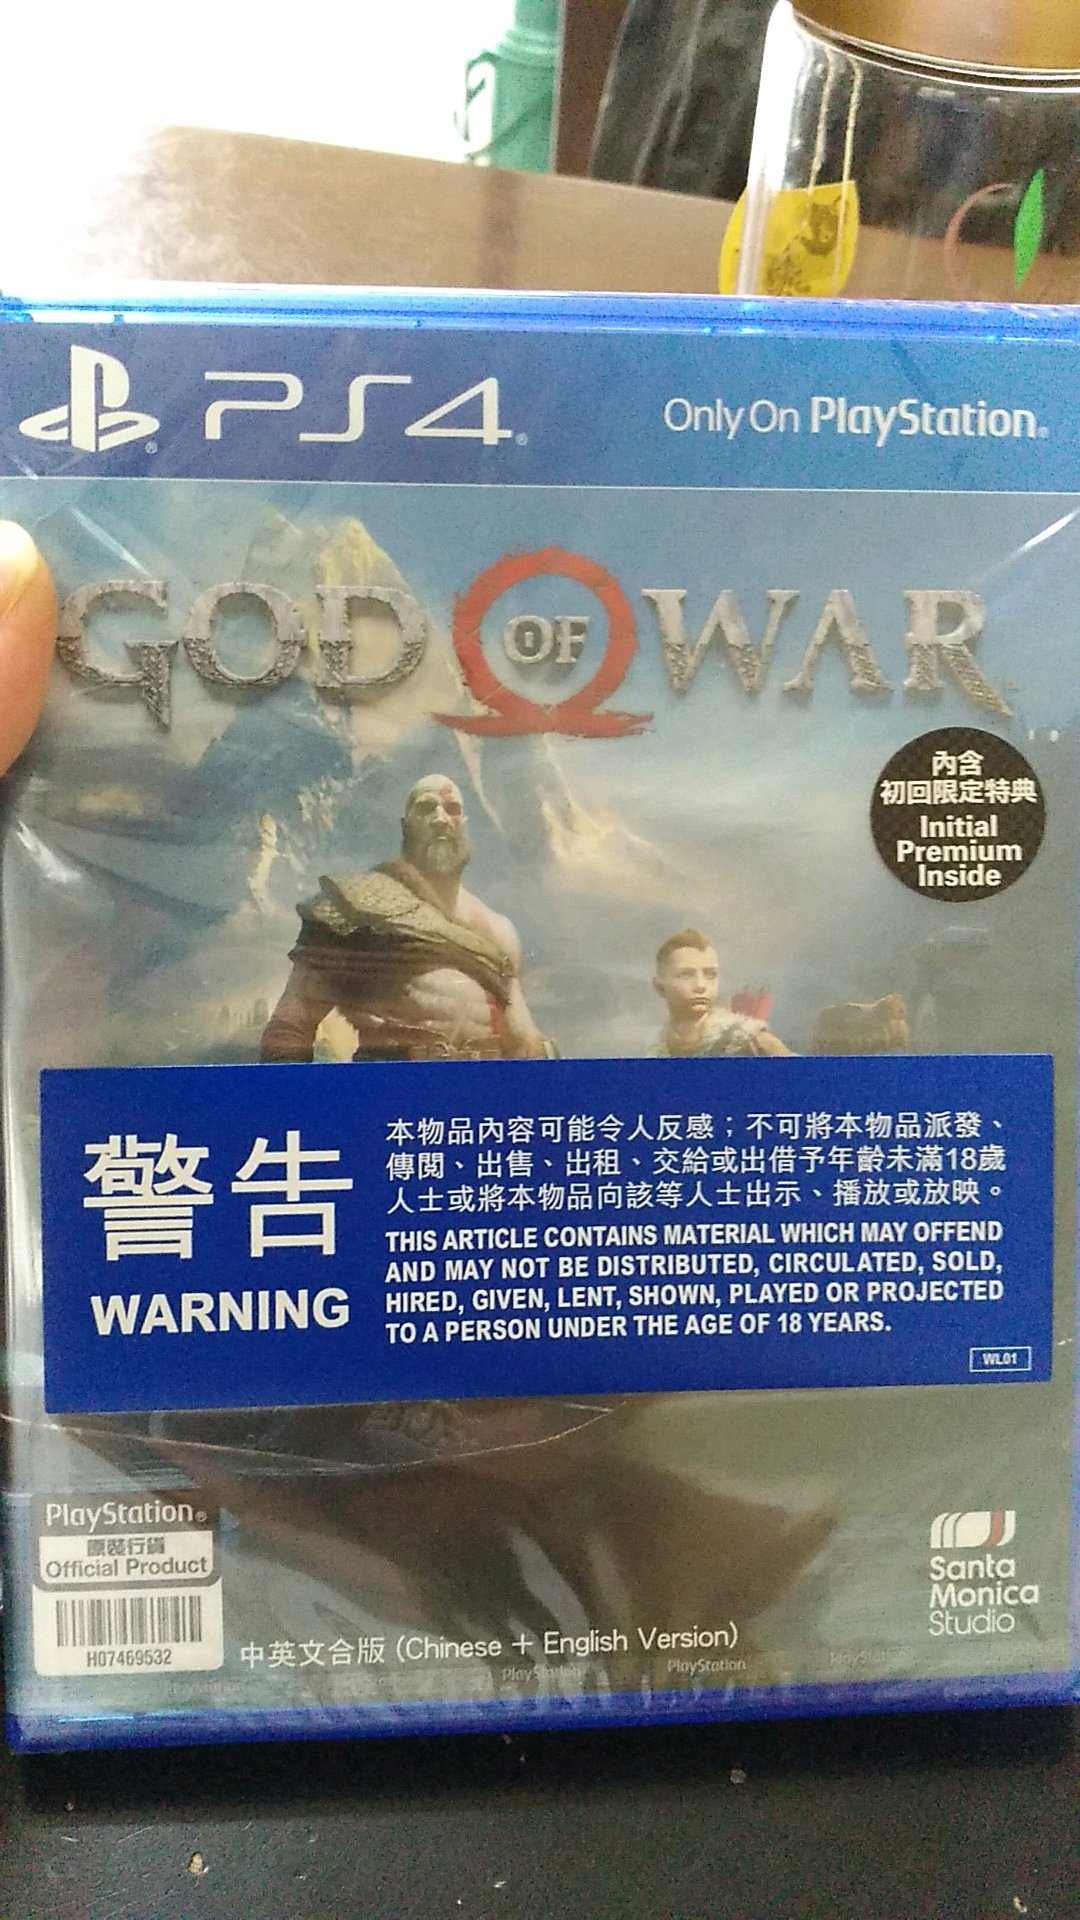 PS4
Only On PlayStation®
GOD OF WAR
內含
初回限定特典
Initial
Premium
Inside
警告
WARNING
本物品內容可能令人反感；不可將本物品派發、
傳閱、出售、出租、交給或出借予年齡未滿18歲
人士或將本物品向該等人士出示、播放或放映。
THIS ARTICLE CONTAINS MATERIAL WHICH MAY OFFEND
AND MAY NOT BE DISTRIBUTED, CIRCULATED, SOLD,
HIRED, GIVEN, LENT, SHOWN, PLAYED OR PROJECTED
TO A PERSON UNDER THE AGE OF 18 YEARS.
WL01
PlayStation®
原裝行貨
Official Product
H07469532
中英文合版 (Chinese + English Version)
Santa
Monica
Studio
PlayStation
PlayStation